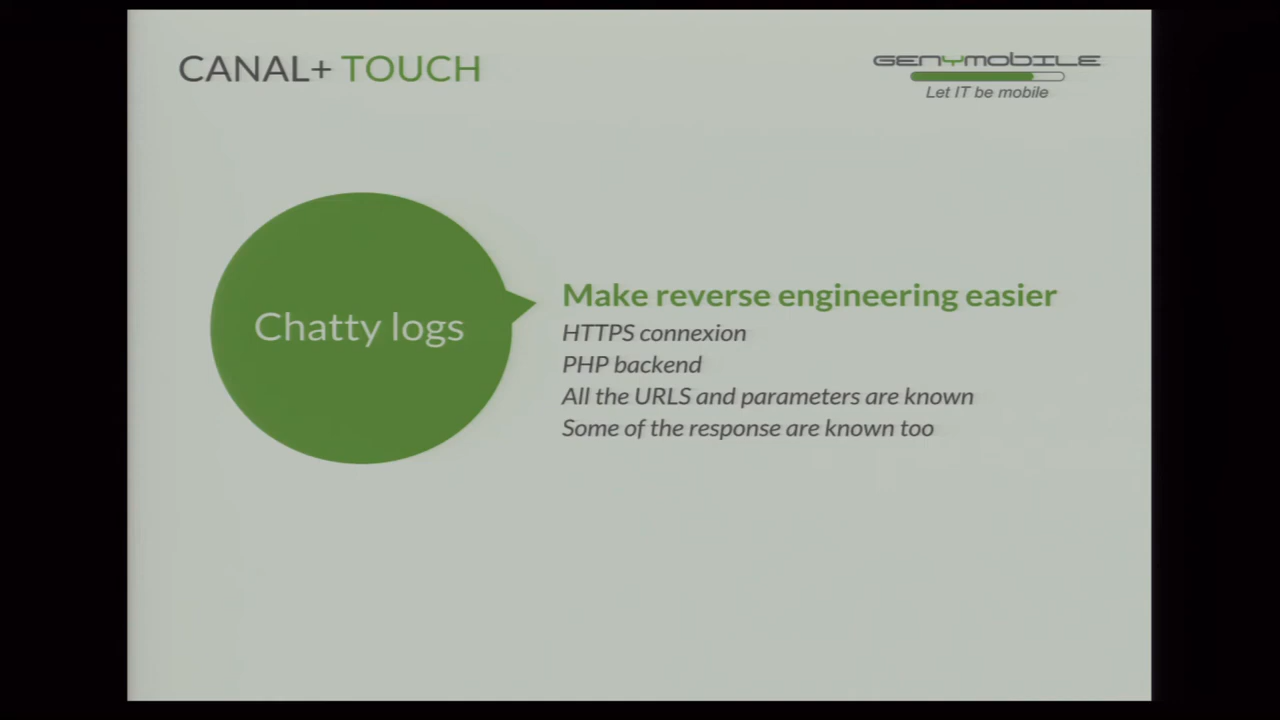 CANAL+ TOUCH
GENYMOBILE
Let IT be mobile
Chatty logs
Make reverse engineering easier
HTTPS connexion
PHP backend
All the URLS and parameters are known
Some of the response are known too